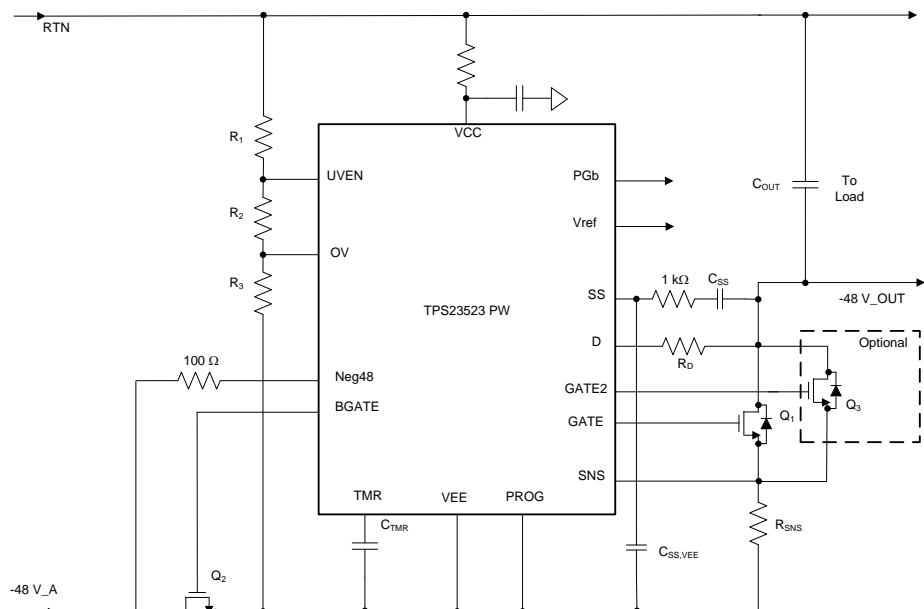 RTN
VCC
R1
UVEN
PGb
COUT
To
Load
R2
Vref
OV
R3
SS
1 kΩ
CSS
-48 V_OUT
TPS23523 PW
D
RD
Optional
100 Ω
Neg48
GATE2
BGATE
GATE
Q1
Q3
SNS
TMR
VEE
PROG
CTMR
RSNS
CSS,VEE
Q2
-48 V_A